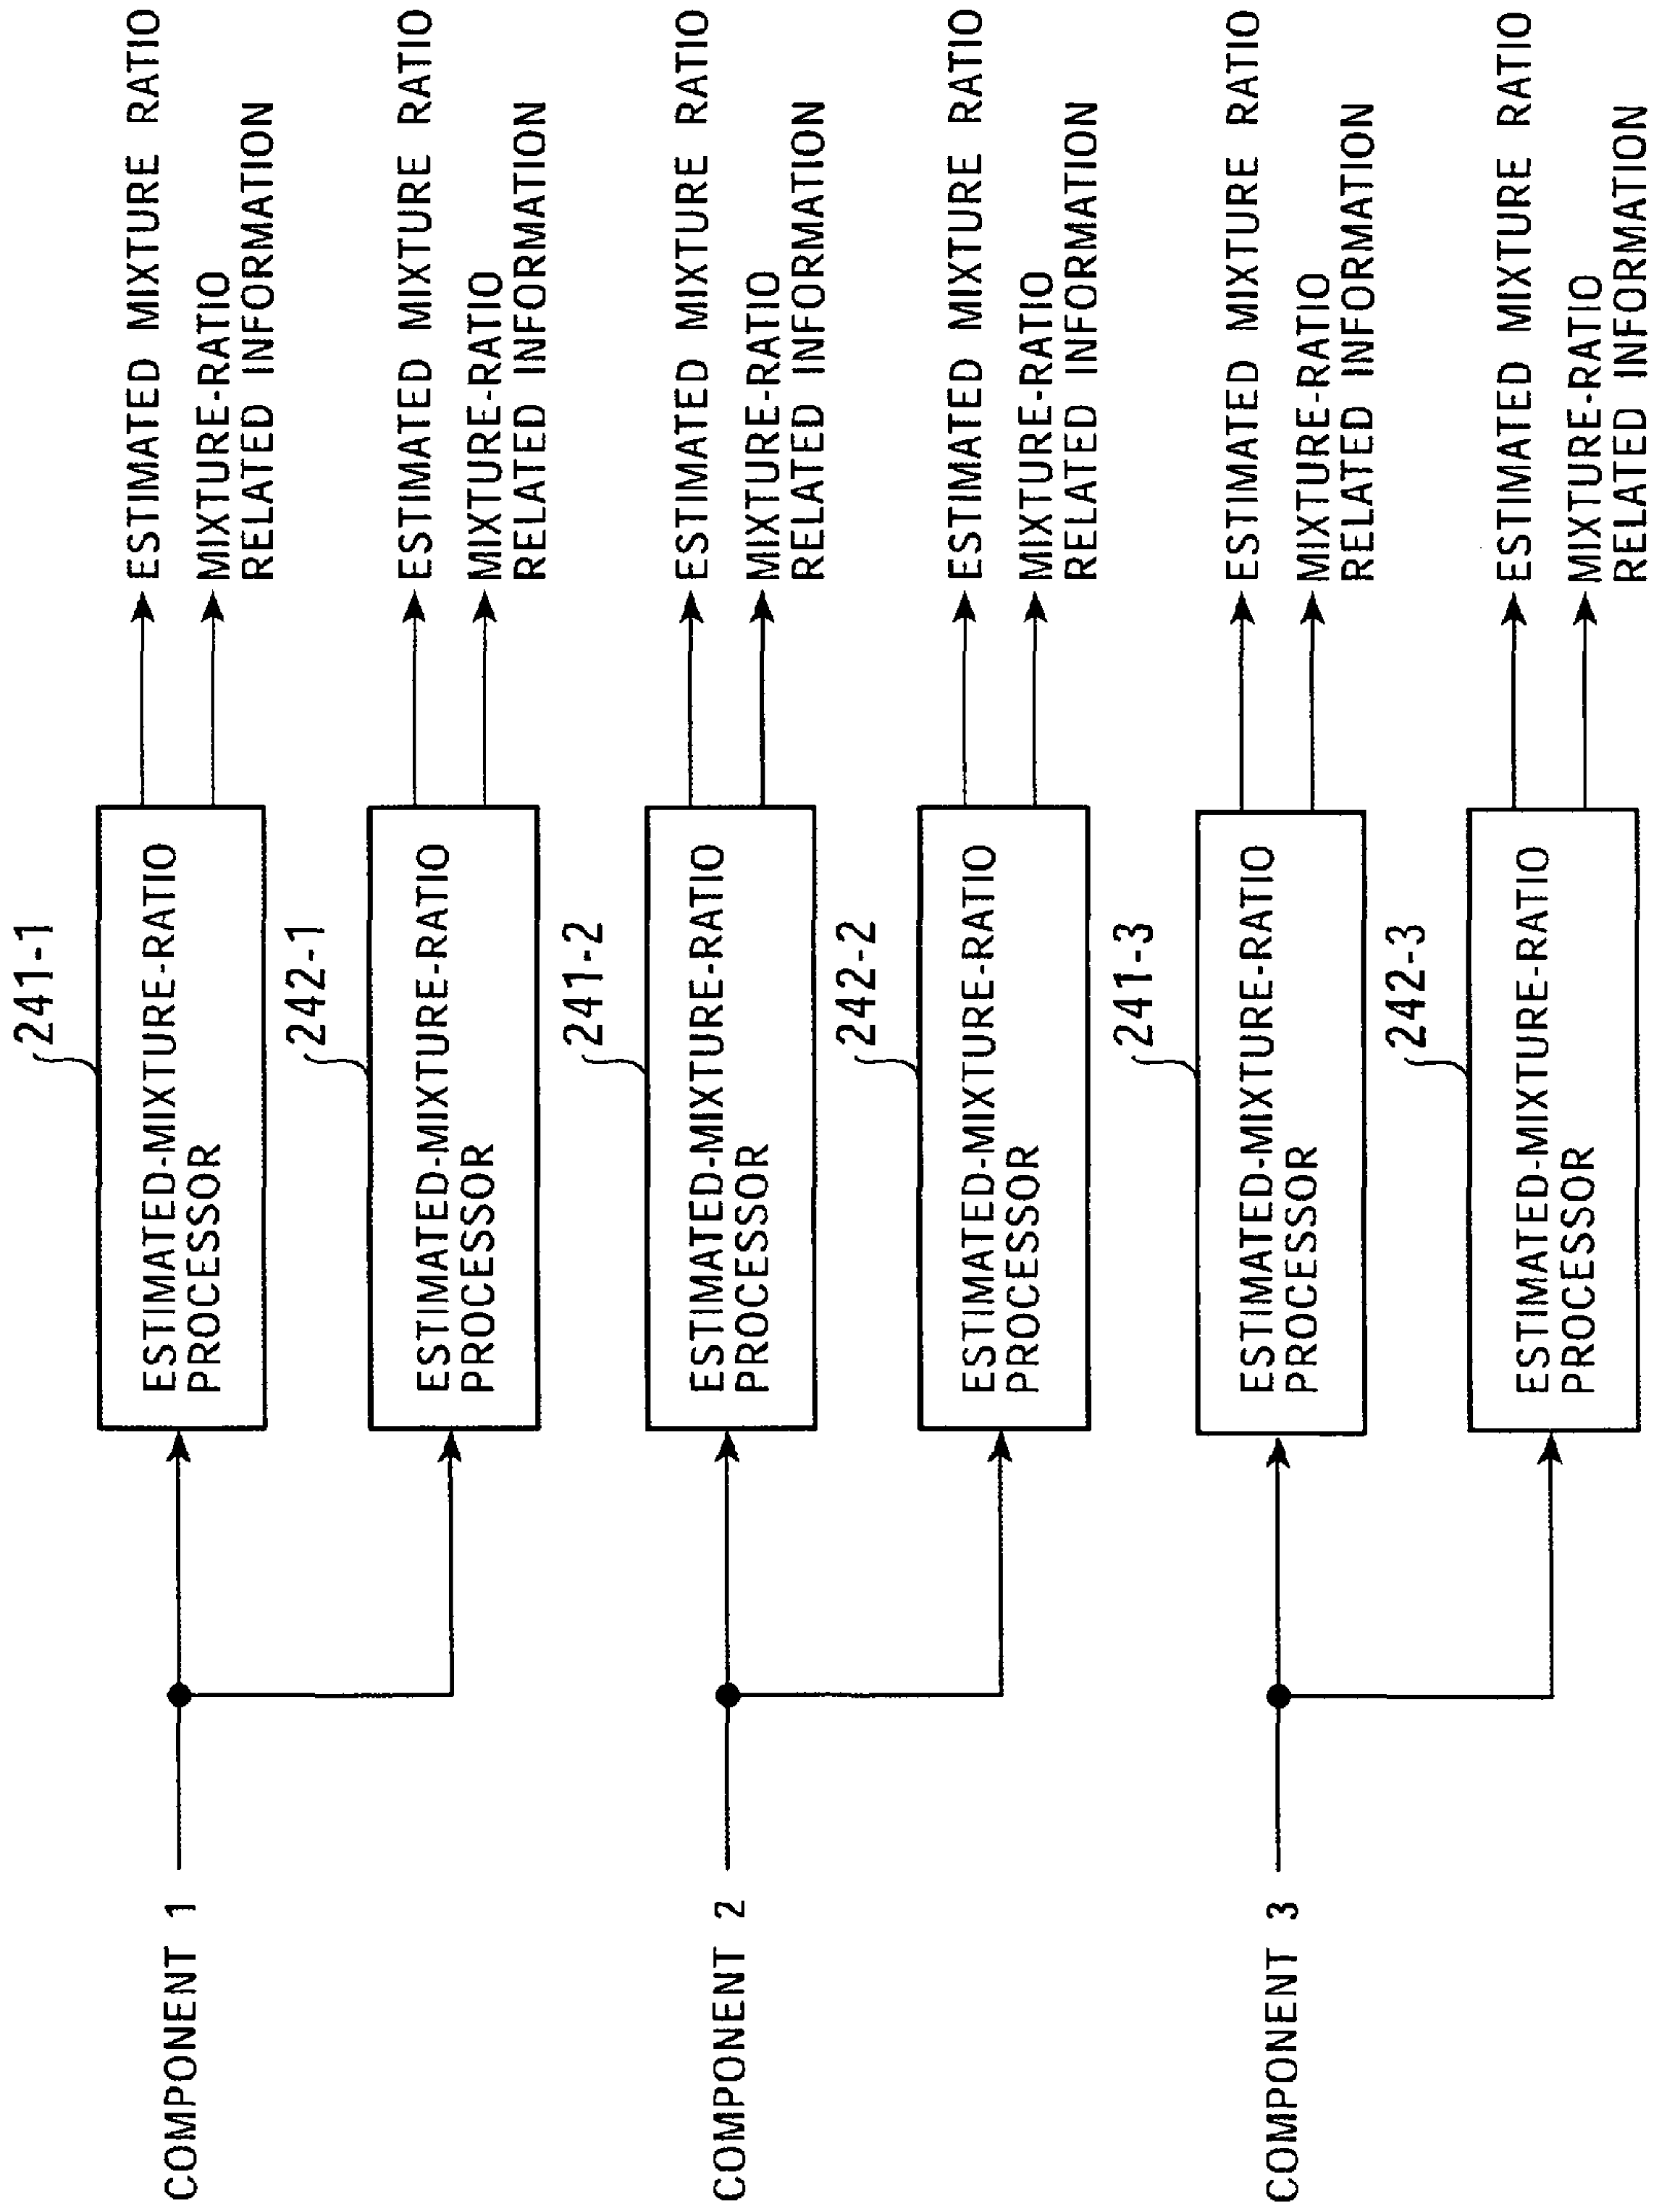 241-1
COMPONENT 1
ESTIMATED-MIXTURE-RATIO
PROCESSOR
ESTIMATED MIXTURE RATIO
MIXTURE-RATIO
RELATED INFORMATION
242-1
ESTIMATED-MIXTURE-RATIO
PROCESSOR
ESTIMATED MIXTURE RATIO
MIXTURE-RATIO
RELATED INFORMATION
241-2
COMPONENT 2
ESTIMATED-MIXTURE-RATIO
PROCESSOR
ESTIMATED MIXTURE RATIO
MIXTURE-RATIO
RELATED INFORMATION
242-2
ESTIMATED-MIXTURE-RATIO
PROCESSOR
ESTIMATED MIXTURE RATIO
MIXTURE-RATIO
RELATED INFORMATION
241-3
COMPONENT 3
ESTIMATED-MIXTURE-RATIO
PROCESSOR
ESTIMATED MIXTURE RATIO
MIXTURE-RATIO
RELATED INFORMATION
242-3
ESTIMATED-MIXTURE-RATIO
PROCESSOR
ESTIMATED MIXTURE RATIO
MIXTURE-RATIO
RELATED INFORMATION